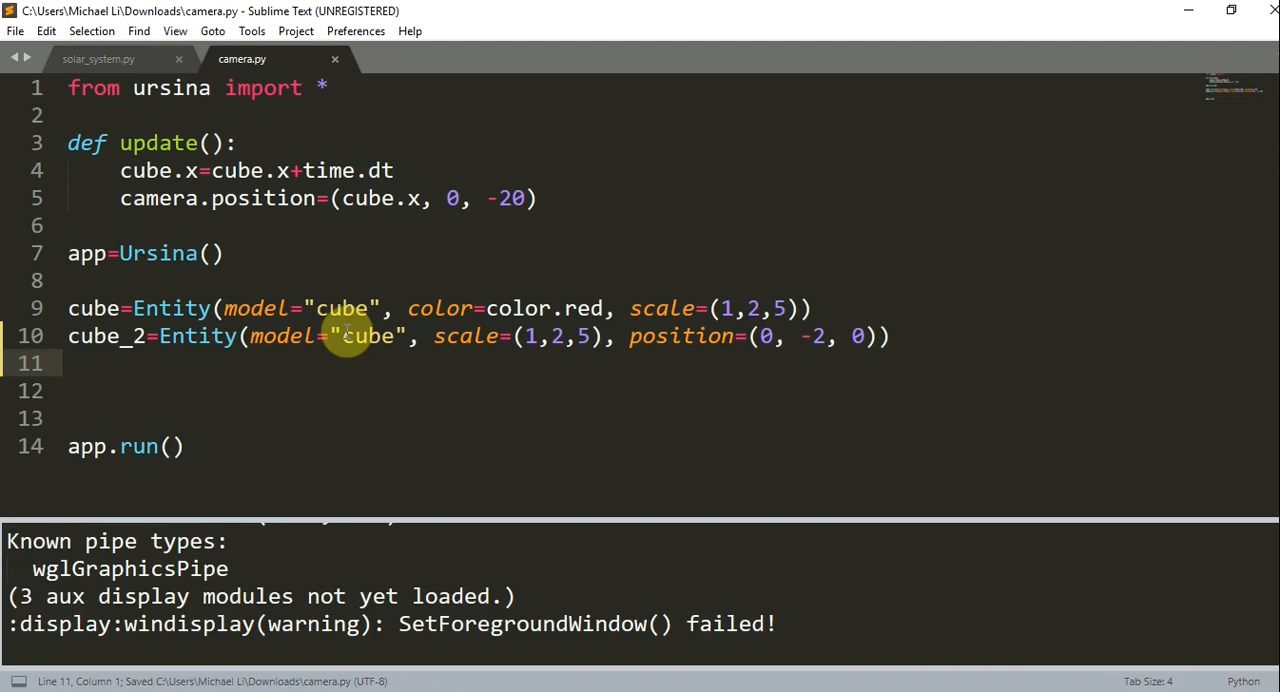 C:\Users\Michael Li\Downloads\camera.py - Sublime Text (UNREGISTERED)
File Edit Selection Find View Goto Tools Project Preferences Help
solar_system.py × camera.py ×
1 from ursina import *
2
3 def update():
4     cube.x=cube.x+time.dt
5     camera.position=(cube.x, 0, -20)
6
7 app=Ursina()
8
9 cube=Entity(model="cube", color=color.red, scale=(1,2,5))
10 cube_2=Entity(model="cube", scale=(1,2,5), position=(0, -2, 0))
11
12
13
14 app.run()
Known pipe types:
  wglGraphicsPipe
(3 aux display modules not yet loaded.)
:display:windisplay(warning): SetForegroundWindow() failed!
Line 11, Column 1; Saved C:\Users\Michael Li\Downloads\camera.py (UTF-8) Tab Size: 4 Python